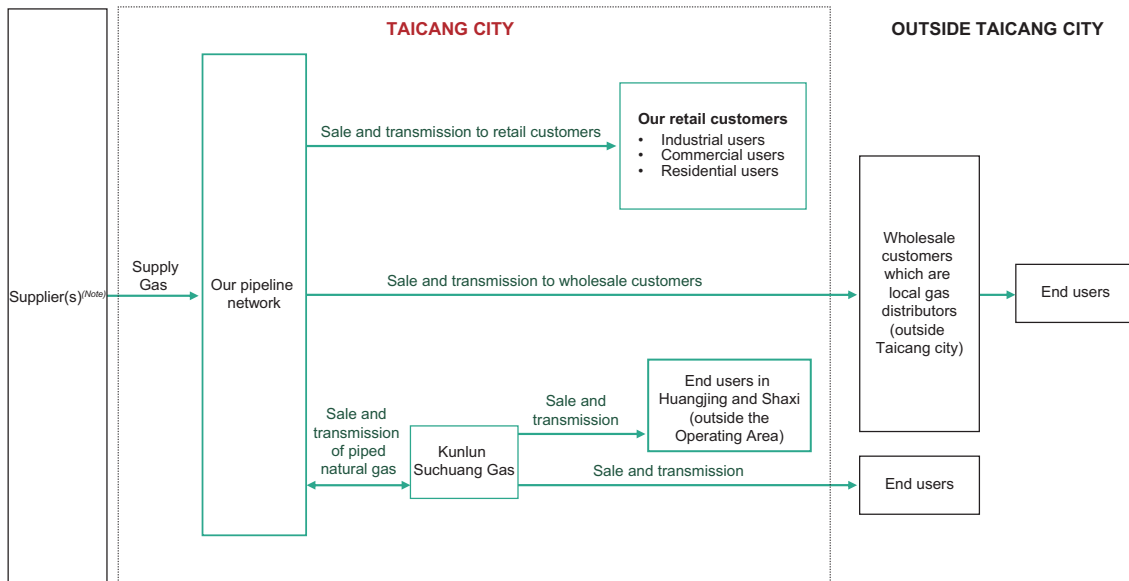 TAICANG CITY
OUTSIDE TAICANG CITY
Supplier(s)(Note)
Supply
Gas
Our pipeline
network
Sale and transmission to retail customers
Our retail customers
• Industrial users
• Commercial users
• Residential users
Sale and transmission to wholesale customers
Wholesale
customers
which are
local gas
distributors
(outside
Taicang city)
End users
Sale and
transmission
of piped
natural gas
Kunlun
Suchuang Gas
Sale and
transmission
End users in
Huangjing and Shaxi
(outside the
Operating Area)
Sale and transmission
End users